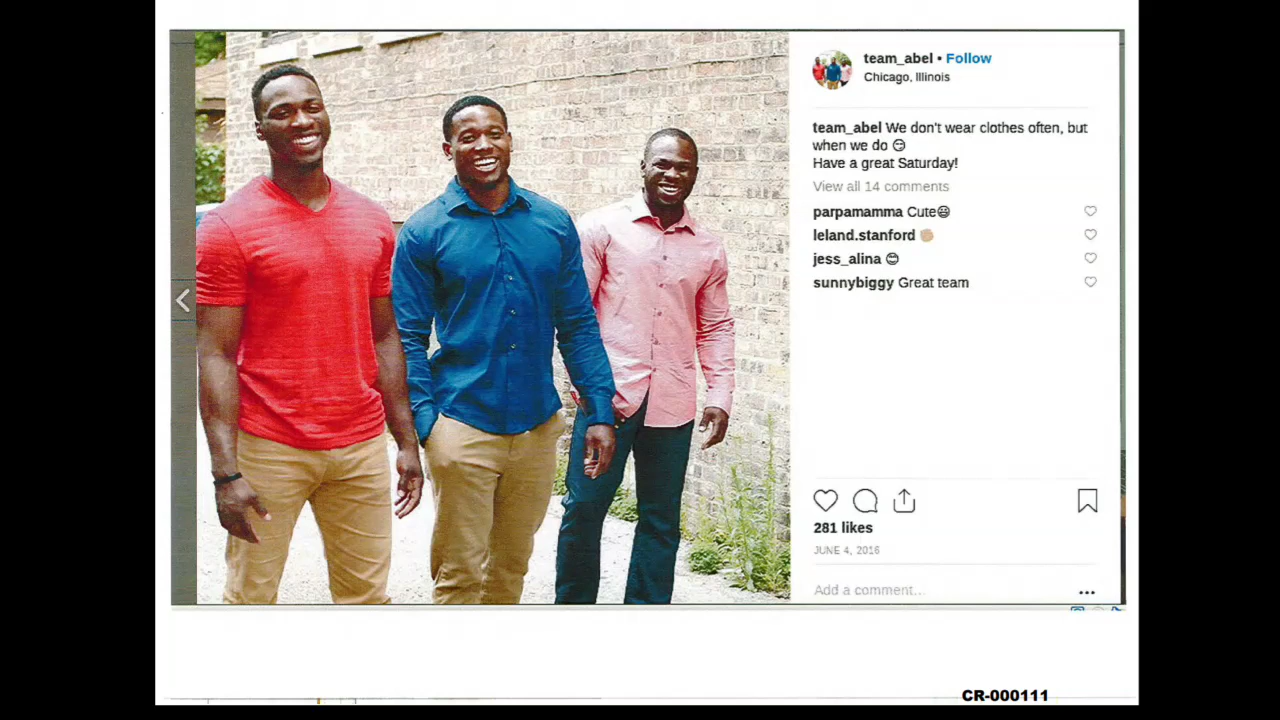 team_abel • Follow
Chicago, Illinois
team_abel We don't wear clothes often, but
when we do 😏
Have a great Saturday!
View all 14 comments
parpamamma Cute😃
leland.stanford 👊🏼
jess_alina 😊
sunnybiggy Great team
281 likes
JUNE 4, 2016
Add a comment...
CR-000111